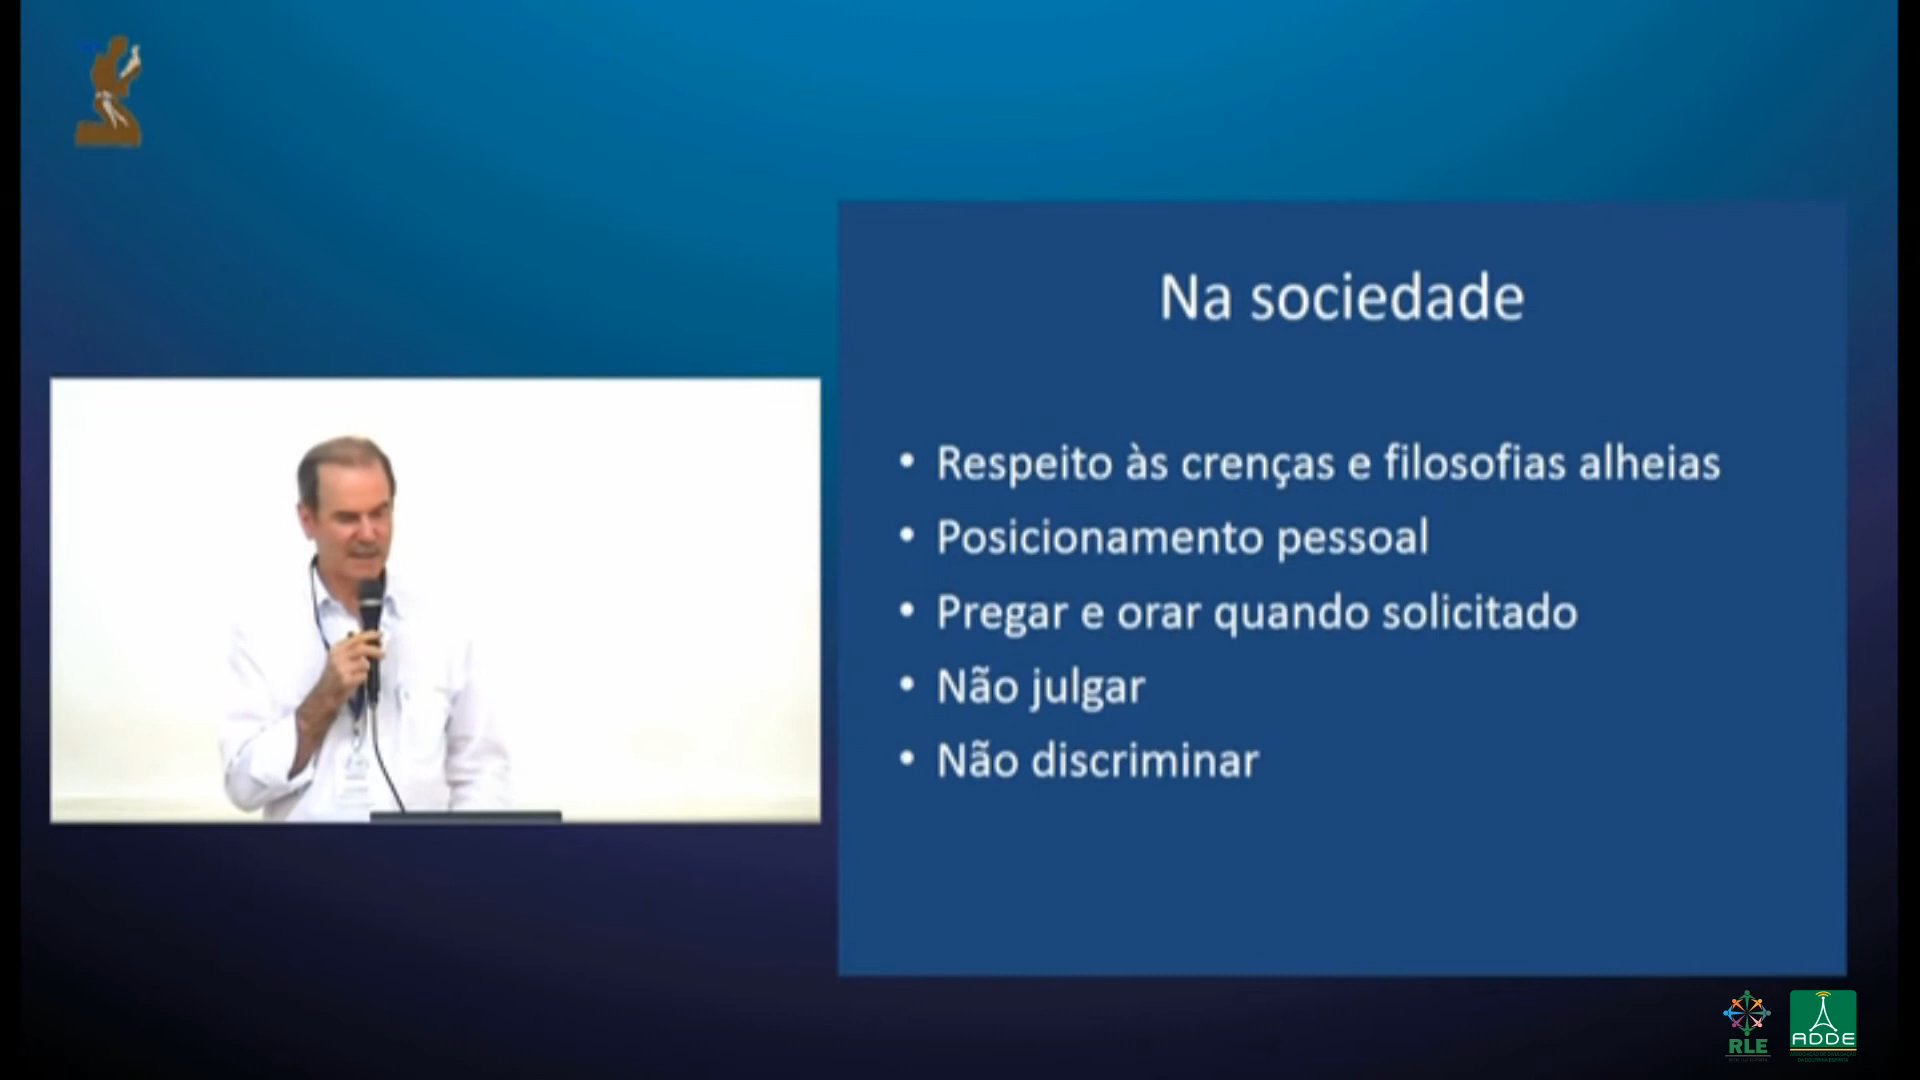 Na sociedade
• Respeito às crenças e filosofias alheias
• Posicionamento pessoal
• Pregar e orar quando solicitado
• Não julgar
• Não discriminar
RLE
ADDE